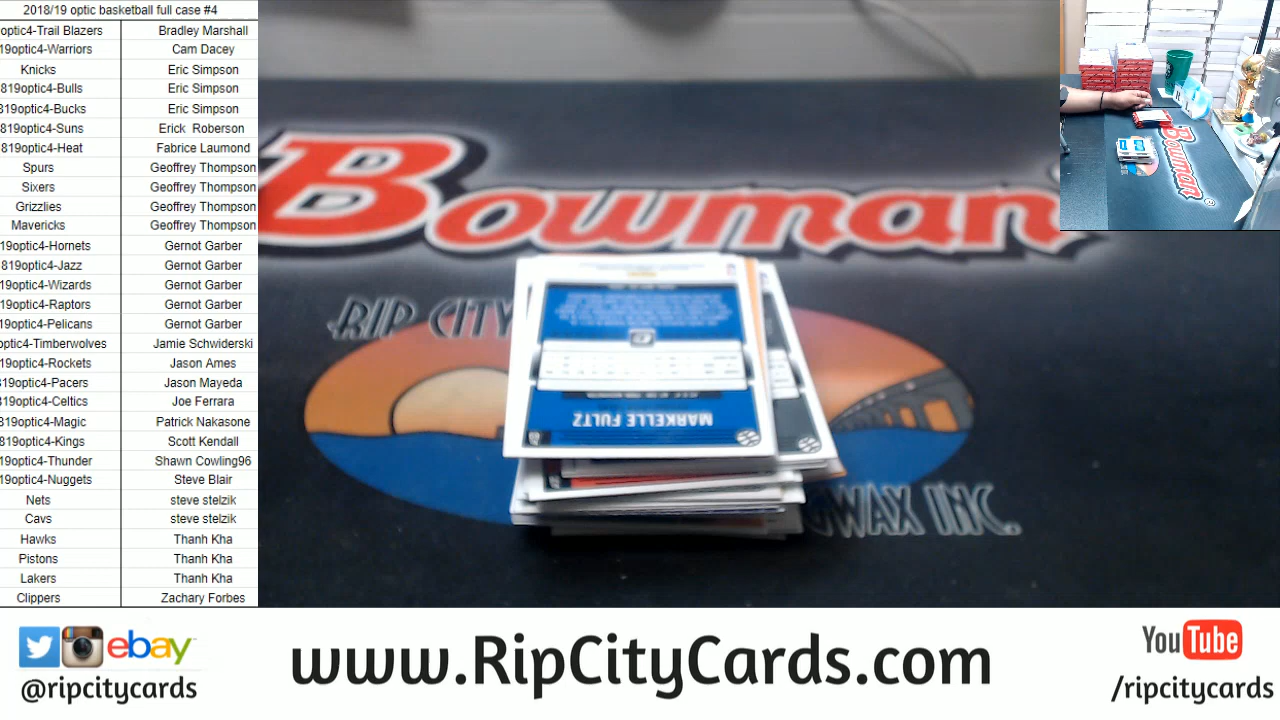 2018/19 optic basketball full case #4
optic4-Trail Blazers Bradley Marshall
19optic4-Warriors Cam Dacey
Knicks Eric Simpson
819optic4-Bulls Eric Simpson
819optic4-Bucks Eric Simpson
819optic4-Suns Erick Roberson
819optic4-Heat Fabrice Laumond
Spurs Geoffrey Thompson
Sixers Geoffrey Thompson
Grizzlies Geoffrey Thompson
Mavericks Geoffrey Thompson
19optic4-Hornets Gernot Garber
819optic4-Jazz Gernot Garber
19optic4-Wizards Gernot Garber
19optic4-Raptors Gernot Garber
19optic4-Pelicans Gernot Garber
optic4-Timberwolves Jamie Schwiderski
19optic4-Rockets Jason Ames
819optic4-Pacers Jason Mayeda
819optic4-Celtics Joe Ferrara
819optic4-Magic Patrick Nakasone
819optic4-Kings Scott Kendall
19optic4-Thunder Shawn Cowling96
19optic4-Nuggets Steve Blair
Nets steve stelzik
Cavs steve stelzik
Hawks Thanh Kha
Pistons Thanh Kha
Lakers Thanh Kha
Clippers Zachary Forbes
Bowman
RIP CITY
MARKELLE FULTZ
WAX INC.
Bowman
ebay
@ripcitycards
www.RipCityCards.com
YouTube
/ripcitycards